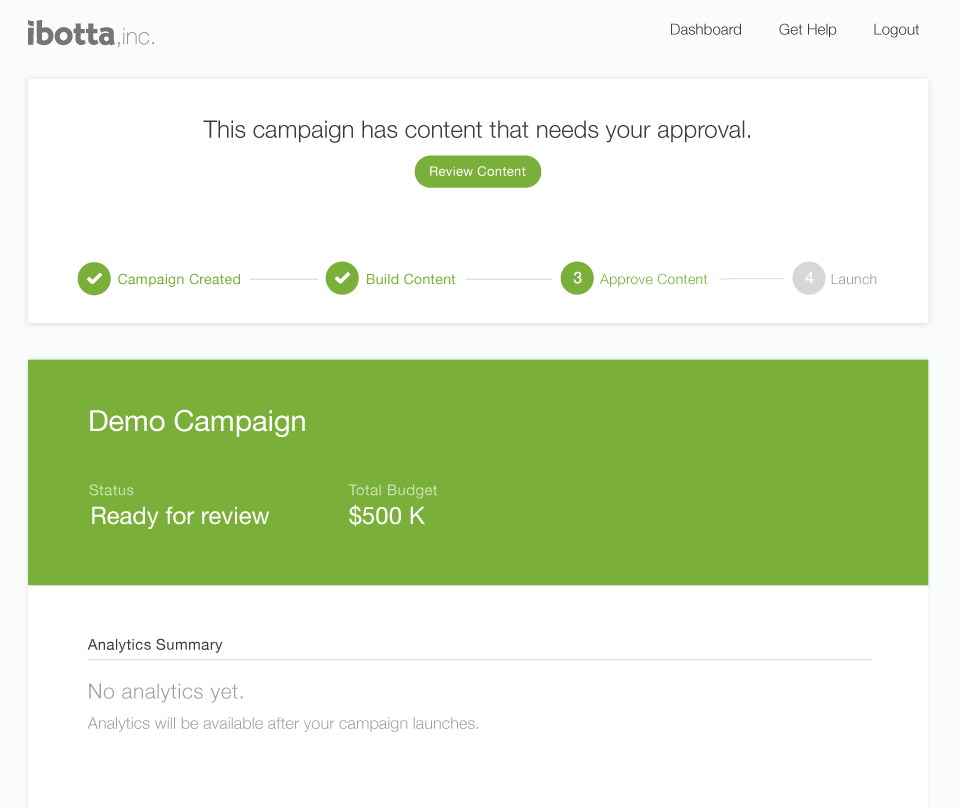 ibotta,inc.
Dashboard Get Help Logout
This campaign has content that needs your approval.
Review Content
Campaign Created Build Content 3 Approve Content 4 Launch
Demo Campaign
Status Total Budget
Ready for review $500 K
Analytics Summary
No analytics yet.
Analytics will be available after your campaign launches.